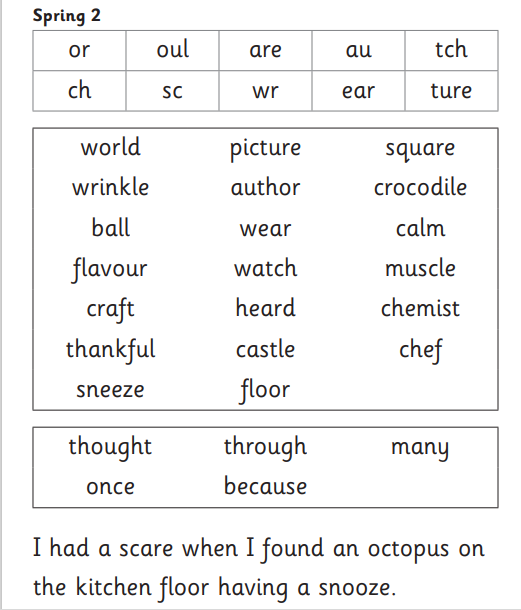 Spring 2
or oul are au tch
ch sc wr ear ture
world picture square
wrinkle author crocodile
ball wear calm
flavour watch muscle
craft heard chemist
thankful castle chef
sneeze floor
thought through many
once because
I had a scare when I found an octopus on
the kitchen floor having a snooze.